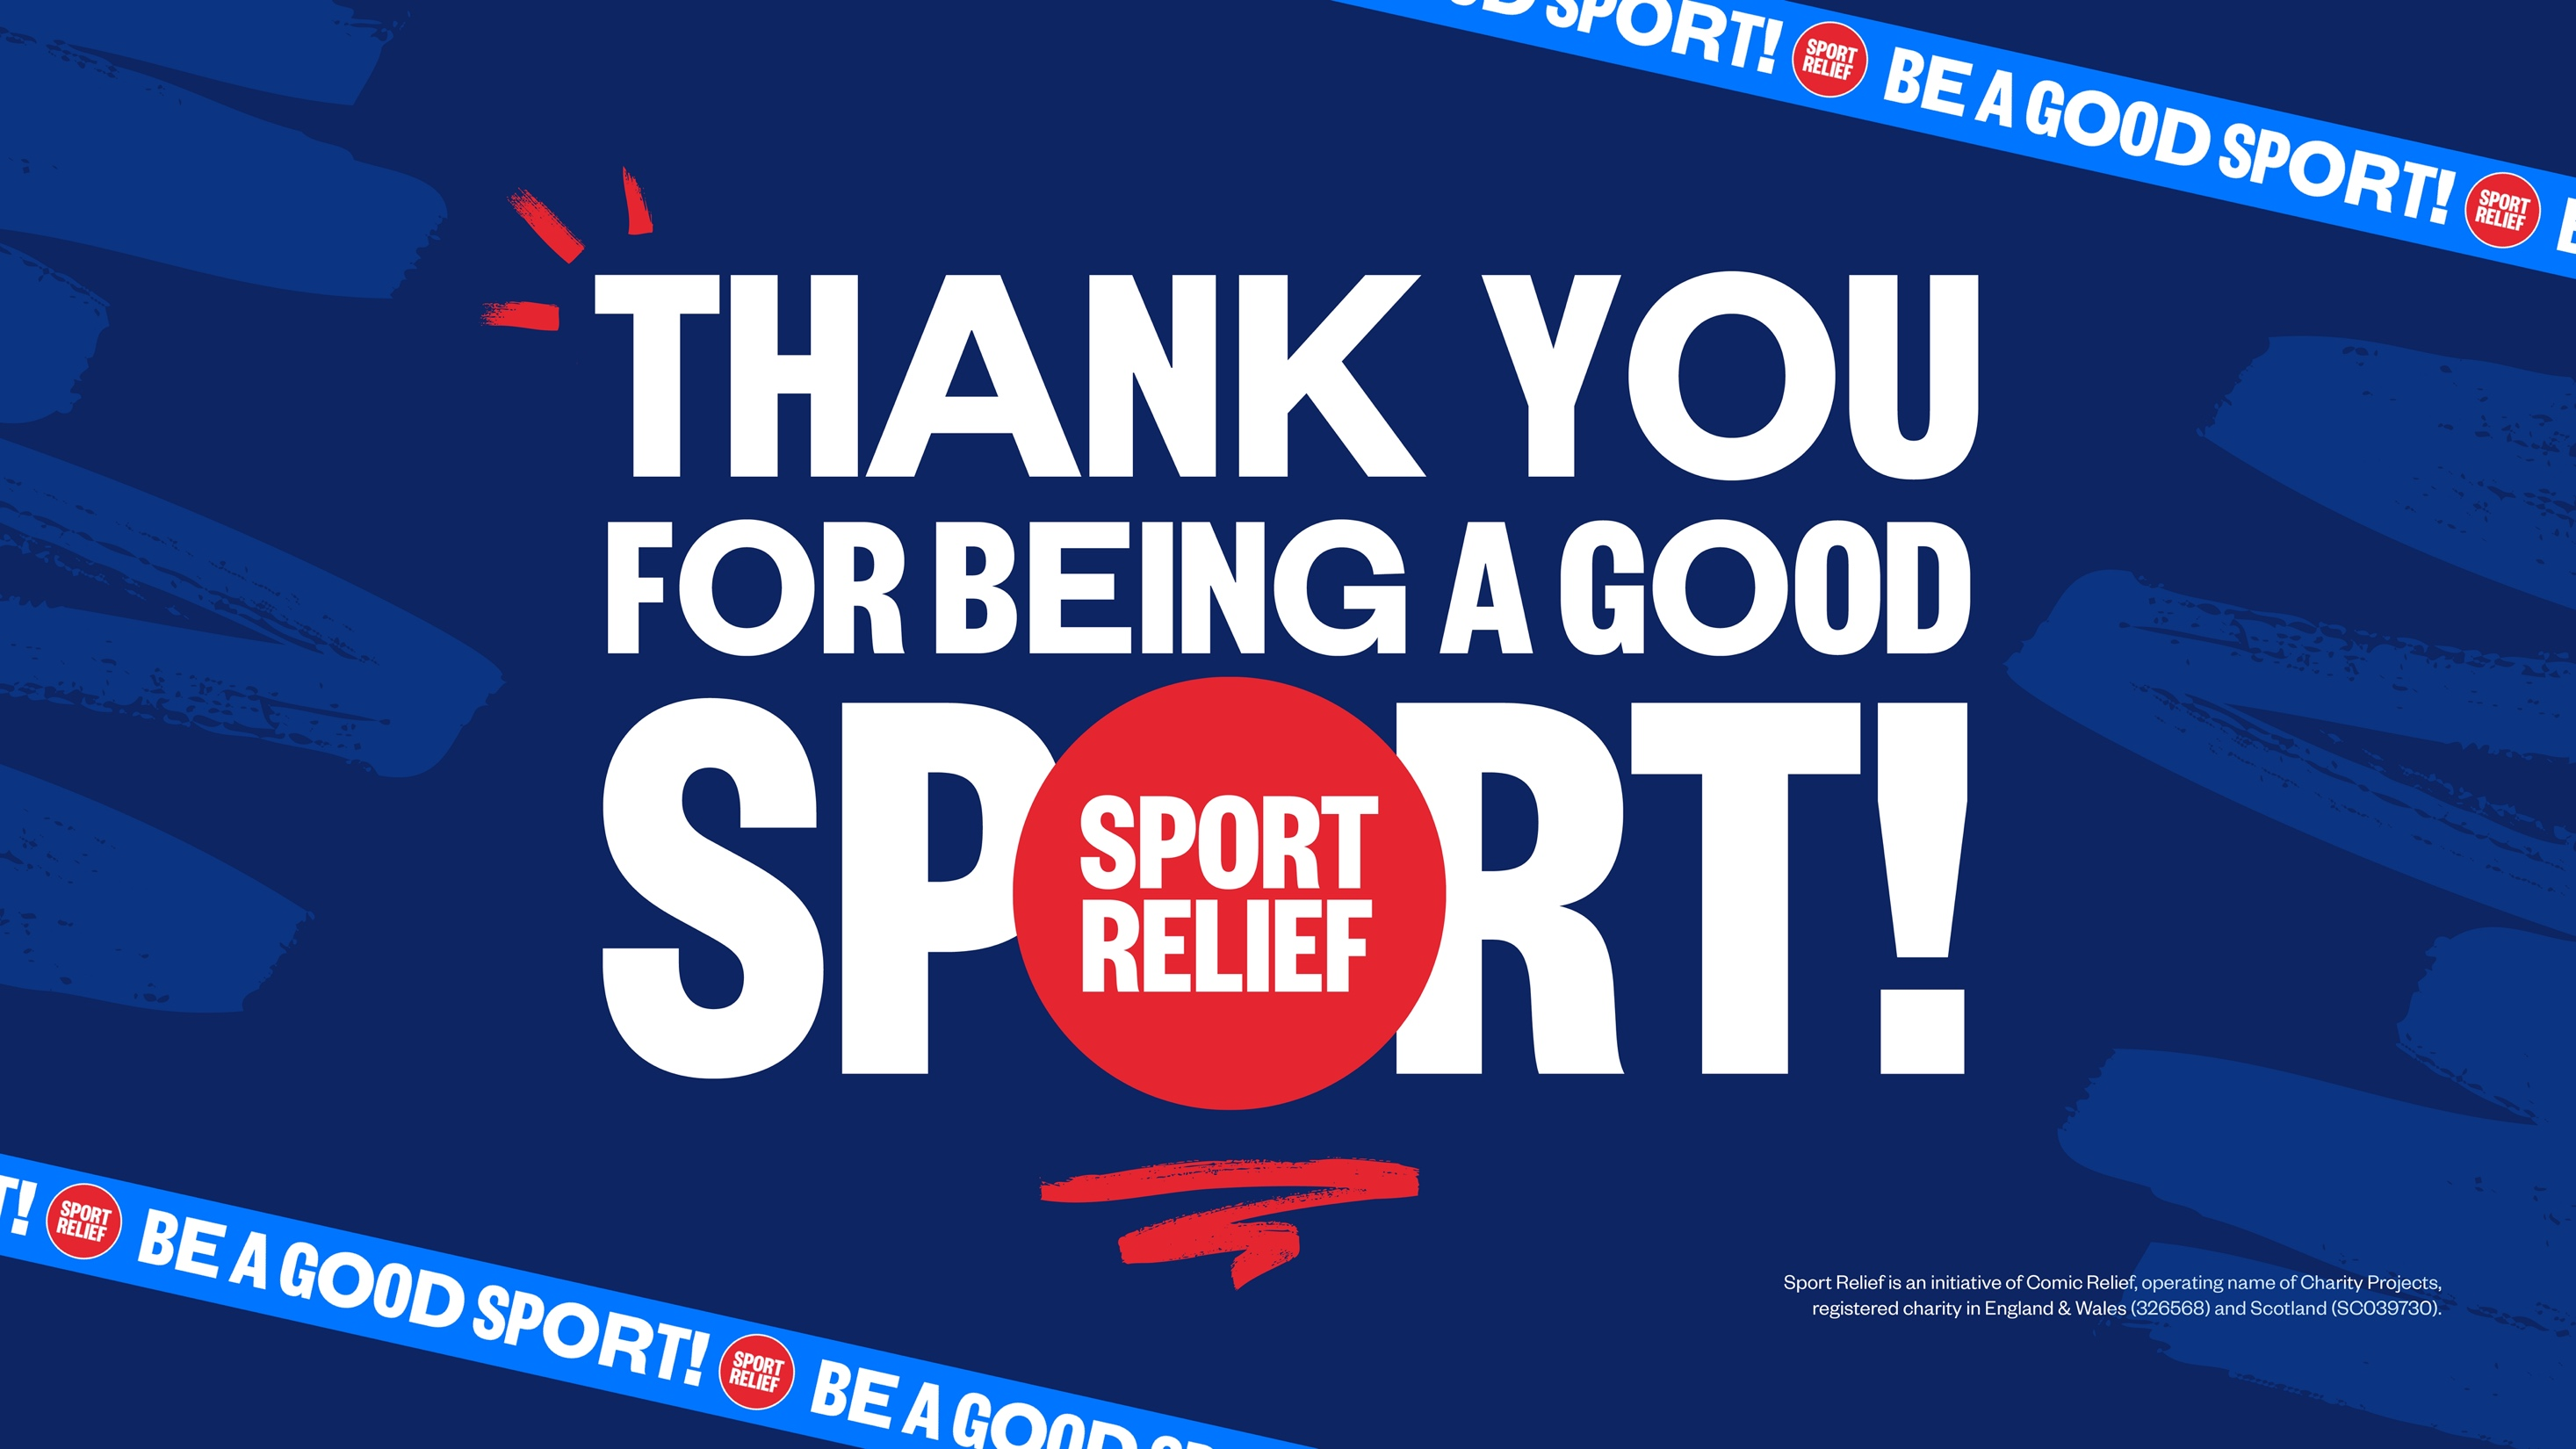 OD SPORT! SPORT RELIEF BE A GOOD SPORT! SPORT RELIEF
THANK YOU
FOR BEING A GOOD
SPORT!
SPORT
RELIEF
T! SPORT RELIEF BE A GOOD SPORT! SPORT RELIEF BE A GOOD
Sport Relief is an initiative of Comic Relief, operating name of Charity Projects,
registered charity in England & Wales (326568) and Scotland (SC039730).